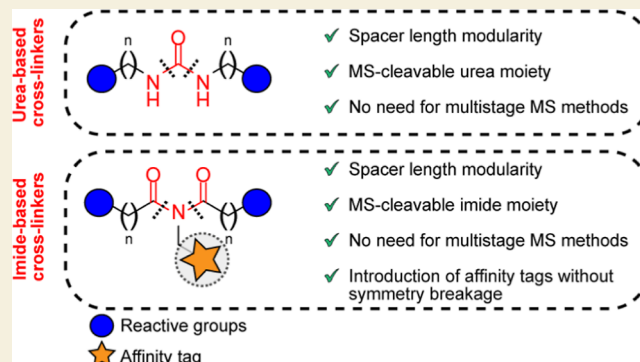 Urea-based
cross-linkers
n
O
n
N
H
N
H
✓ Spacer length modularity
✓ MS-cleavable urea moiety
✓ No need for multistage MS methods
Imide-based
cross-linkers
O
O
N
n
n
✓ Spacer length modularity
✓ MS-cleavable imide moiety
✓ No need for multistage MS methods
✓ Introduction of affinity tags without
symmetry breakage
Reactive groups
Affinity tag